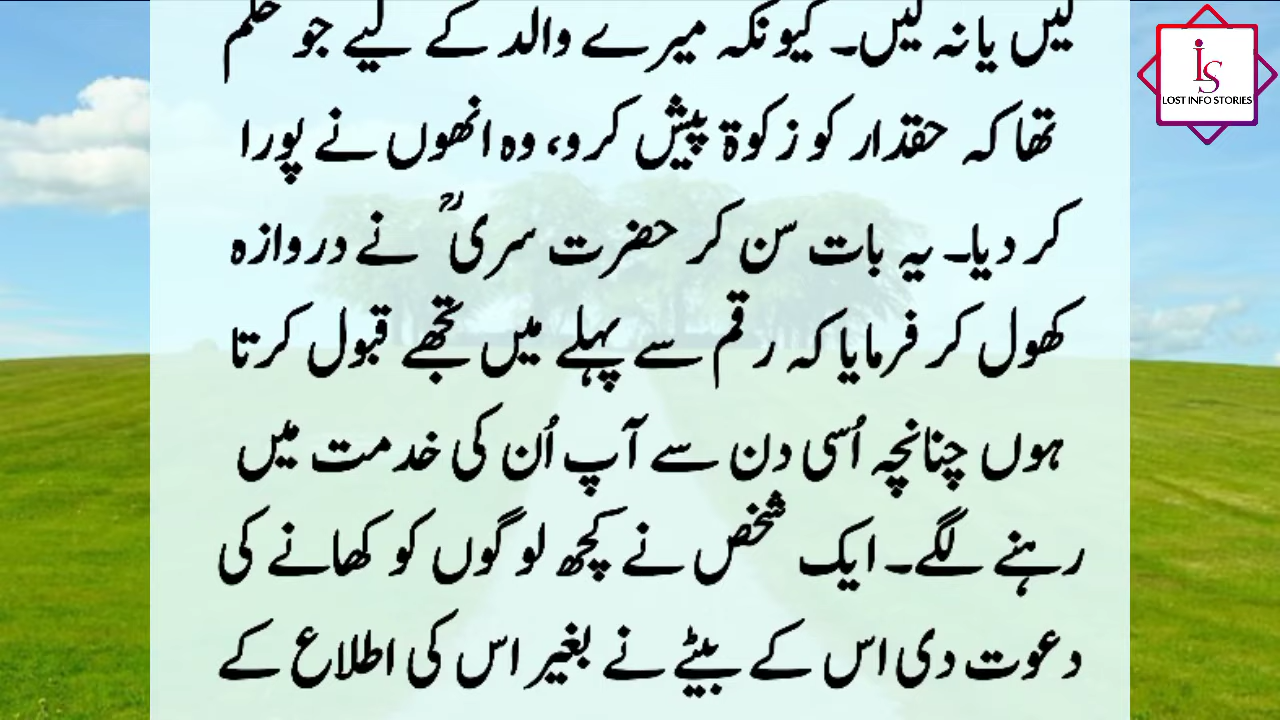 لیں یا نہ لیں۔ کیونکہ میرے والد کے لیے جو حکم
تھا کہ حقدار کو زکوۃ پیش کرو، وہ انھوں نے پورا
کر دیا۔ یہ بات سن کر حضرت سریؒ نے دروازہ
کھول کر فرمایا کہ رقم سے پہلے میں تجھے قبول کرتا
ہوں چنانچہ اُسی دن سے آپ اُن کی خدمت میں
رہنے لگے۔ ایک شخص نے کچھ لوگوں کو کھانے کی
دعوت دی اس کے بیٹے نے بغیر اس کی اطلاع کے
IS
LOST INFO STORIES